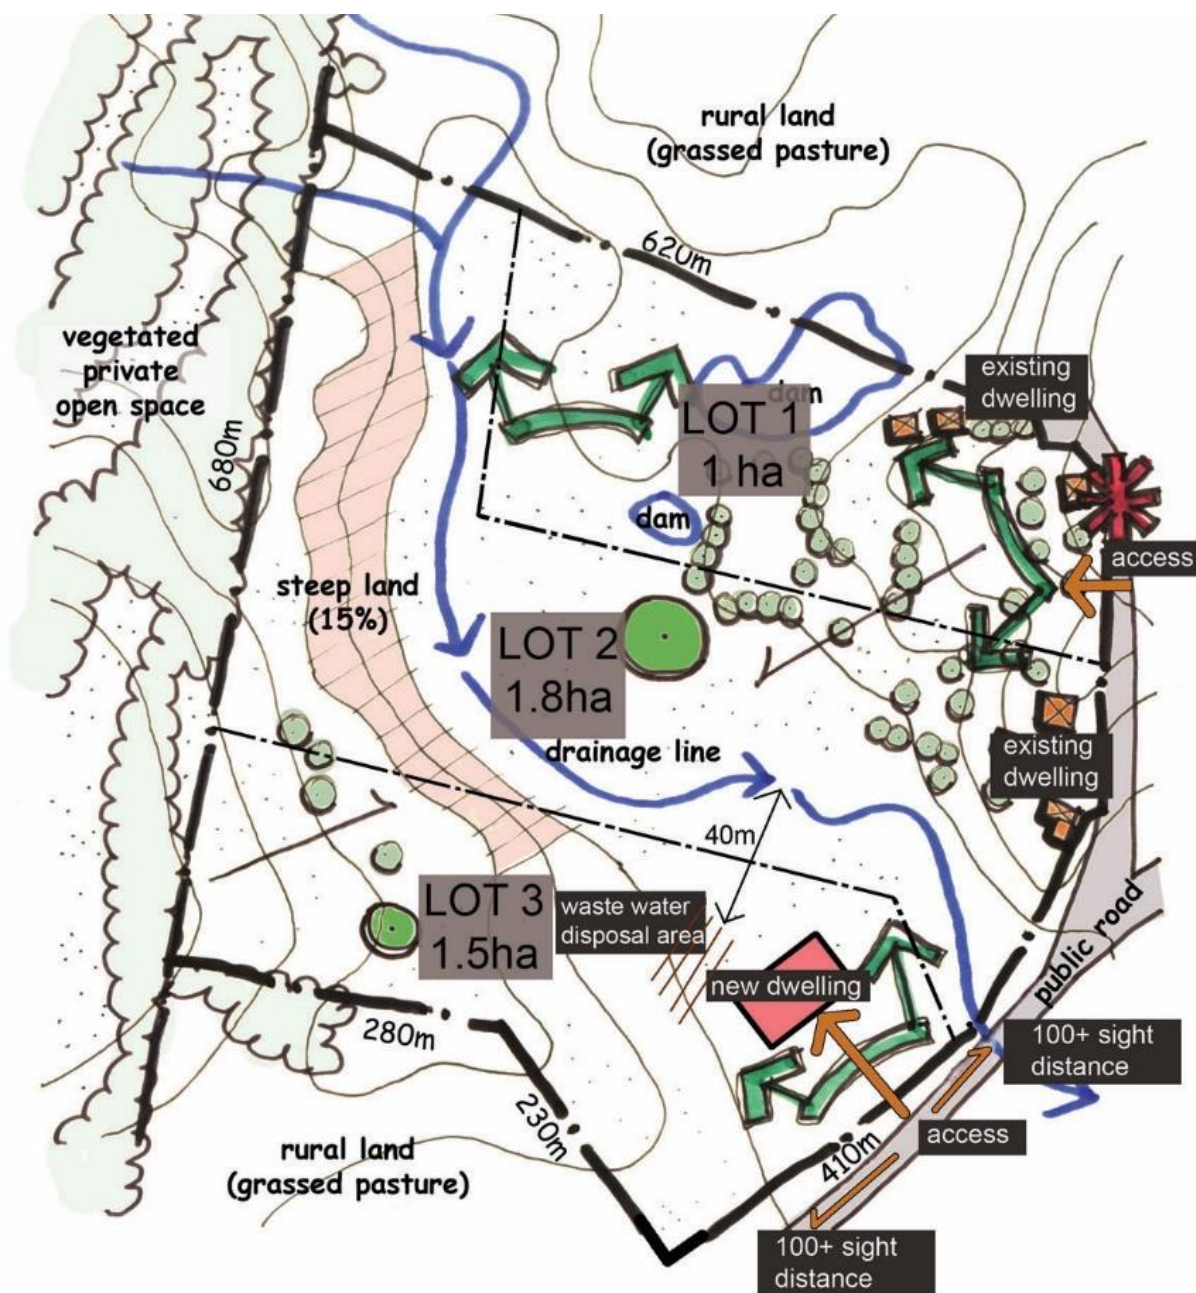 rural land
(grassed pasture)
620m
vegetated
private
open space
existing
dwelling
dam
LOT 1
1 ha
680m
dam
access
steep land
(15%)
LOT 2
1.8ha
drainage line
existing
dwelling
40m
LOT 3
1.5ha
waste water
disposal area
new dwelling
public road
280m
100+ sight
distance
230m
access
410m
rural land
(grassed pasture)
100+ sight
distance